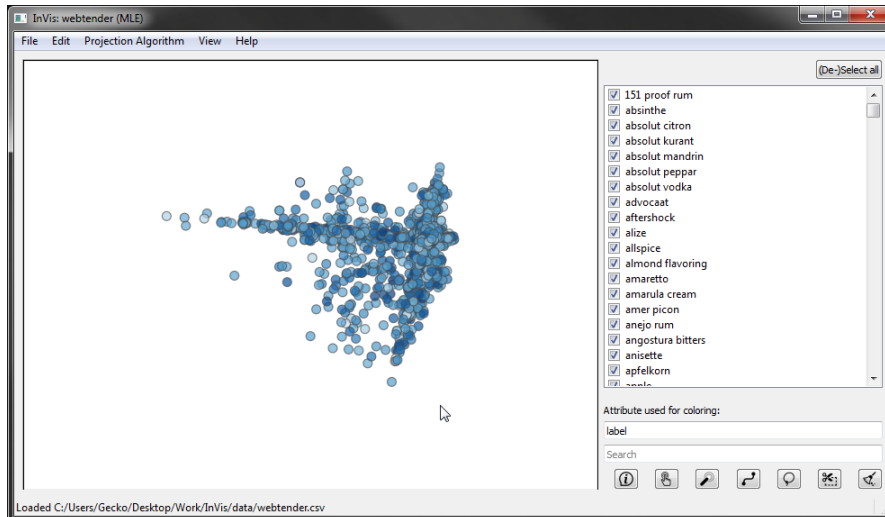 InVis: webtender (MLE)
File Edit Projection Algorithm View Help
(De-)Select all
151 proof rum
absinthe
absolut citron
absolut kurant
absolut mandrin
absolut peppar
absolut vodka
advocaat
aftershock
alize
allspice
almond flavoring
amaretto
amarula cream
amer picon
anejo rum
angostura bitters
anisette
apfelkorn
Attribute used for coloring:
label
Search
Loaded C:/Users/Gecko/Desktop/Work/InVis/data/webtender.csv